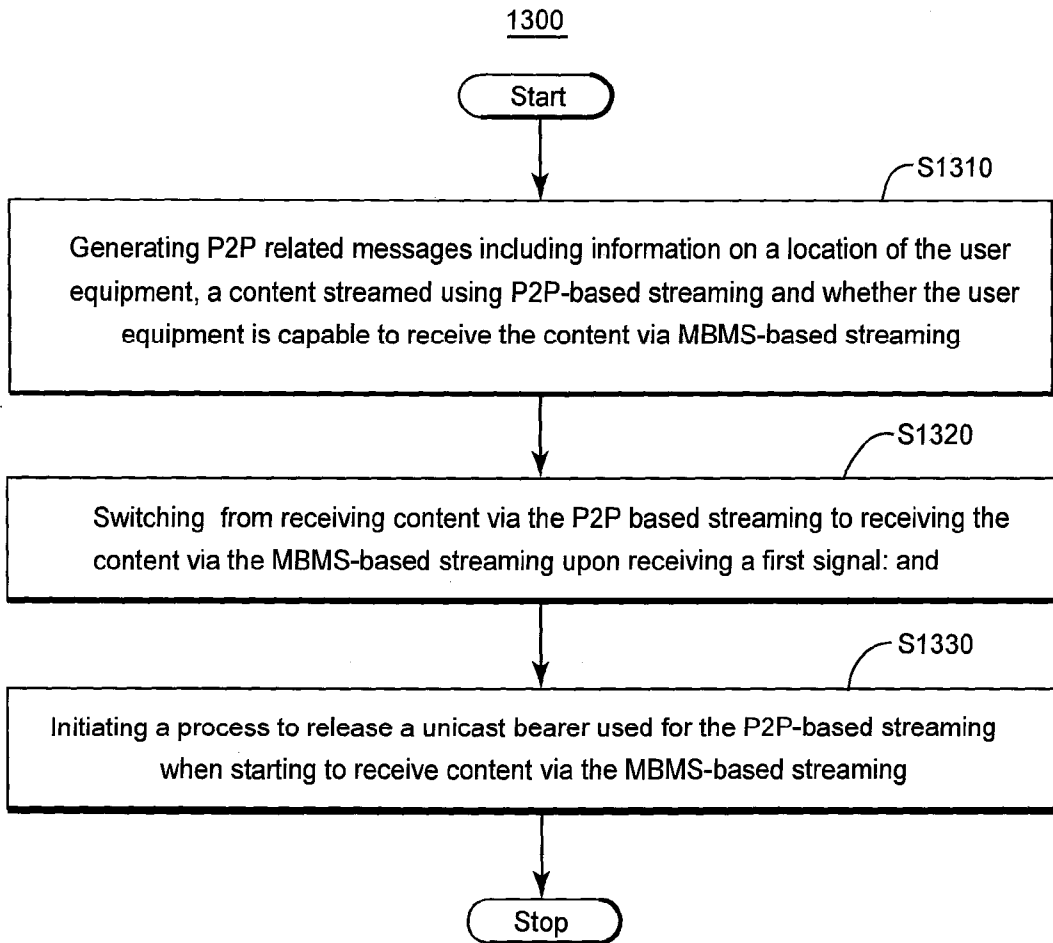 1300
Start
S1310
Generating P2P related messages including information on a location of the user
equipment, a content streamed using P2P-based streaming and whether the user
equipment is capable to receive the content via MBMS-based streaming
S1320
Switching from receiving content via the P2P based streaming to receiving the
content via the MBMS-based streaming upon receiving a first signal: and
S1330
Initiating a process to release a unicast bearer used for the P2P-based streaming
when starting to receive content via the MBMS-based streaming
Stop